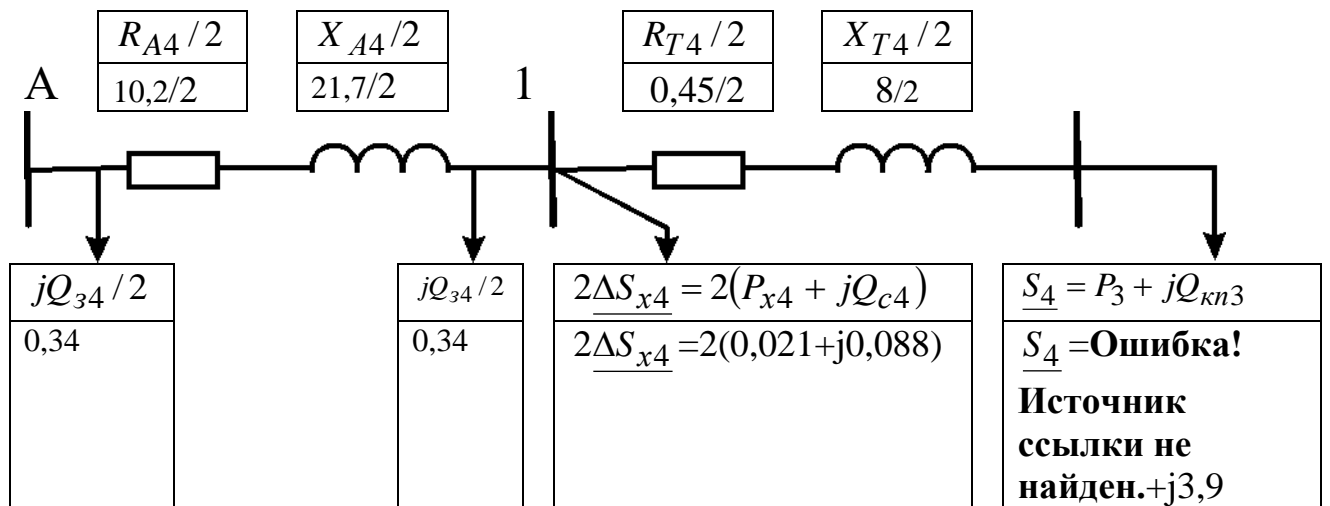 R_{A4} / 2
X_{A4} / 2
R_{T4} / 2
X_{T4} / 2
A
10,2/2
21,7/2
1
0,45/2
8/2
jQ_{з4} / 2
jQ_{з4} / 2
2ΔS_{x4} = 2(P_{x4} + jQ_{c4})
S_4 = P_3 + jQ_{кп3}
0,34
0,34
2ΔS_{x4} =2(0,021+j0,088)
S_4 =Ошибка!
Источник
ссылки не
найден.+j3,9